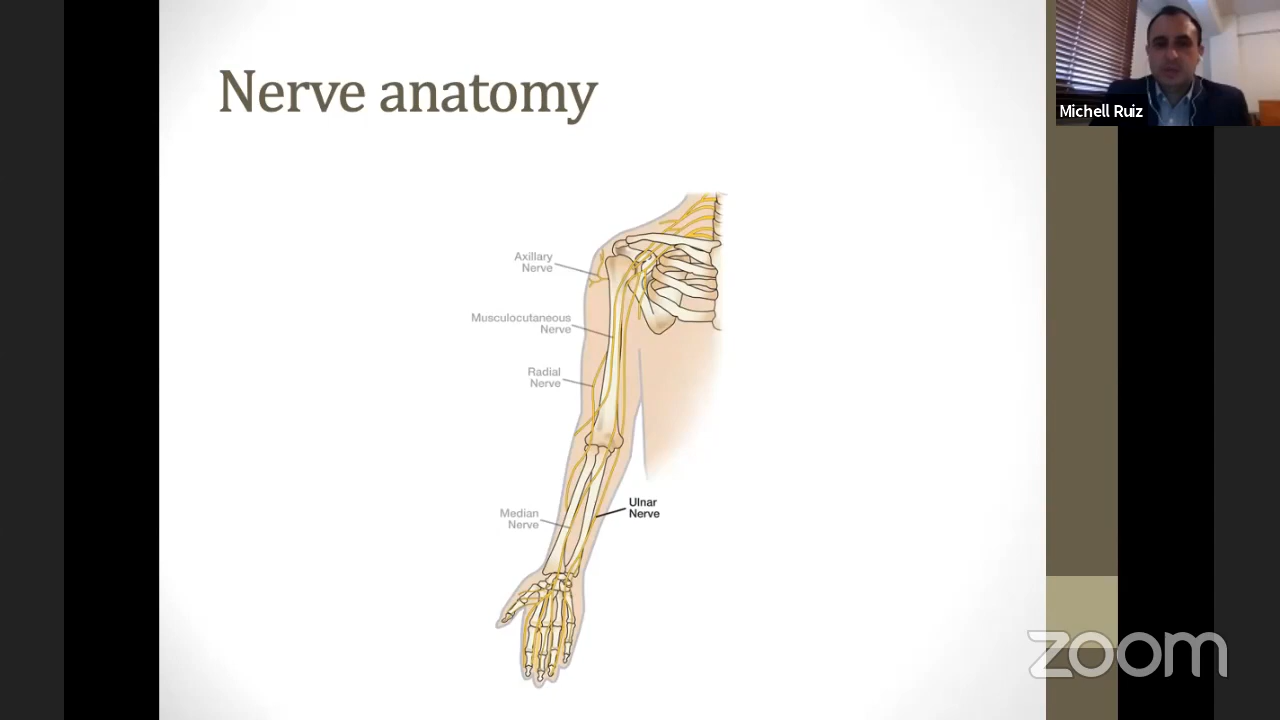 Nerve anatomy
Michell Ruiz
Axillary
Nerve
Musculocutaneous
Nerve
Radial
Nerve
Ulnar
Nerve
Median
Nerve
zoom